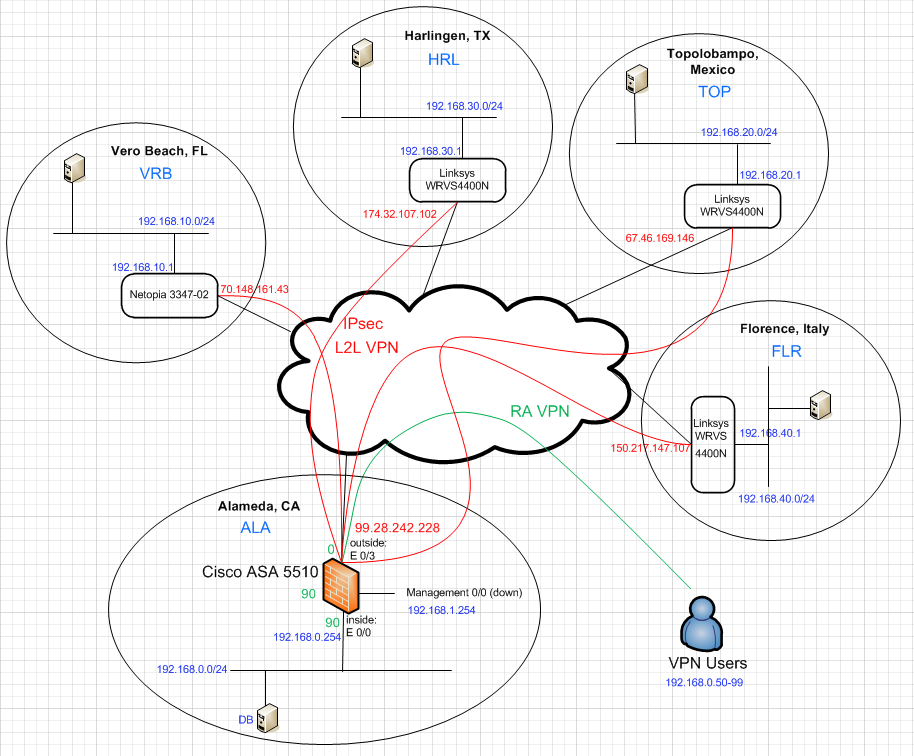 Harlingen, TX
HRL
192.168.30.0/24
192.168.30.1
Linksys
WRVS4400N
174.32.107.102
Topolobampo,
Mexico
TOP
192.168.20.0/24
192.168.20.1
Linksys
WRVS4400N
67.46.169.146
Vero Beach, FL
VRB
192.168.10.0/24
192.168.10.1
Netopia 3347-02
70.148.161.43
IPsec
L2L VPN
RA VPN
Florence, Italy
FLR
Linksys
WRVS
4400N
192.168.40.1
150.217.147.107
192.168.40.0/24
Alameda, CA
ALA
99.28.242.228
0
outside:
E 0/3
Cisco ASA 5510
90
Management 0/0 (down)
192.168.1.254
90
inside:
E 0/0
192.168.0.254
192.168.0.0/24
DB
VPN Users
192.168.0.50-99